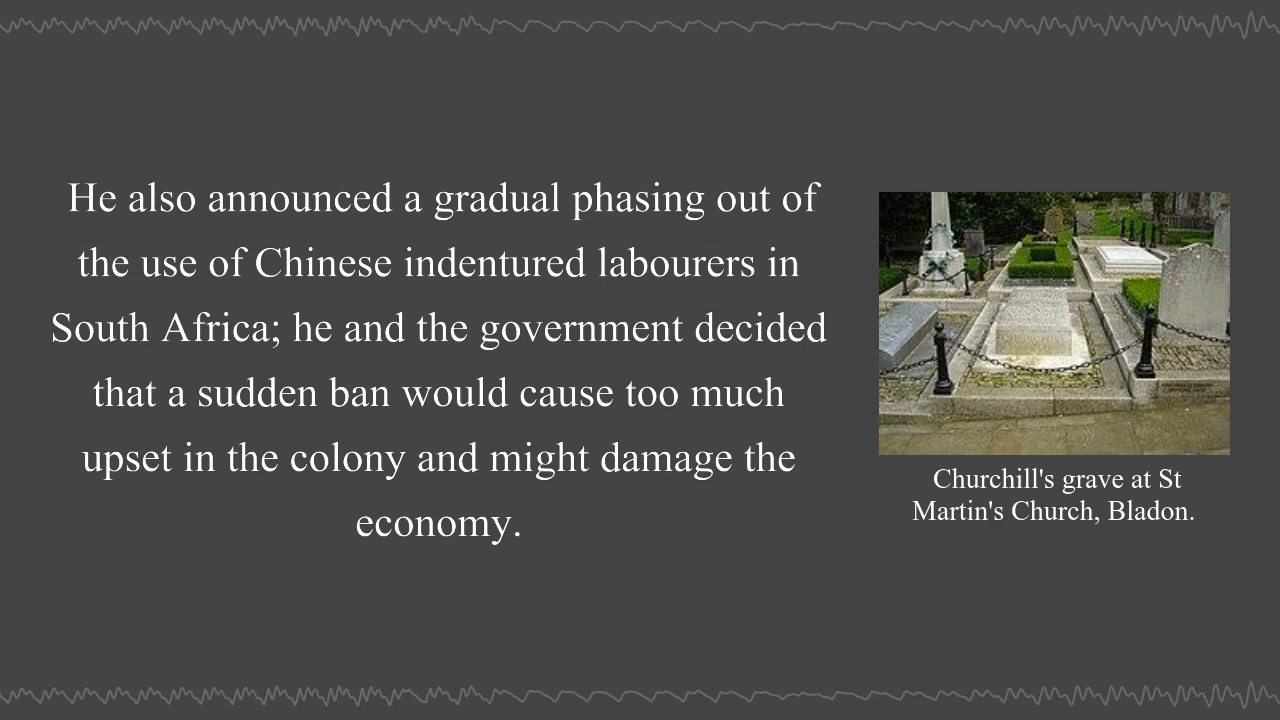 He also announced a gradual phasing out of
the use of Chinese indentured labourers in
South Africa; he and the government decided
that a sudden ban would cause too much
upset in the colony and might damage the
economy.
Churchill's grave at St
Martin's Church, Bladon.